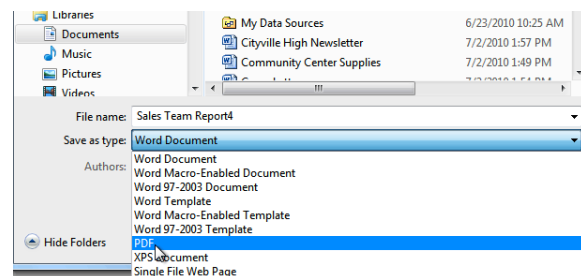 Libraries
Documents
Music
Pictures
Videos
My Data Sources 6/23/2010 10:25 AM
Cityville High Newsletter 7/2/2010 1:57 PM
Community Center Supplies 7/2/2010 1:49 PM
File name: Sales Team Report4
Save as type: Word Document
Authors:
Word Document
Word Macro-Enabled Document
Word 97-2003 Document
Word Template
Word Macro-Enabled Template
Word 97-2003 Template
Hide Folders
PDF
XPS Document
Single File Web Page